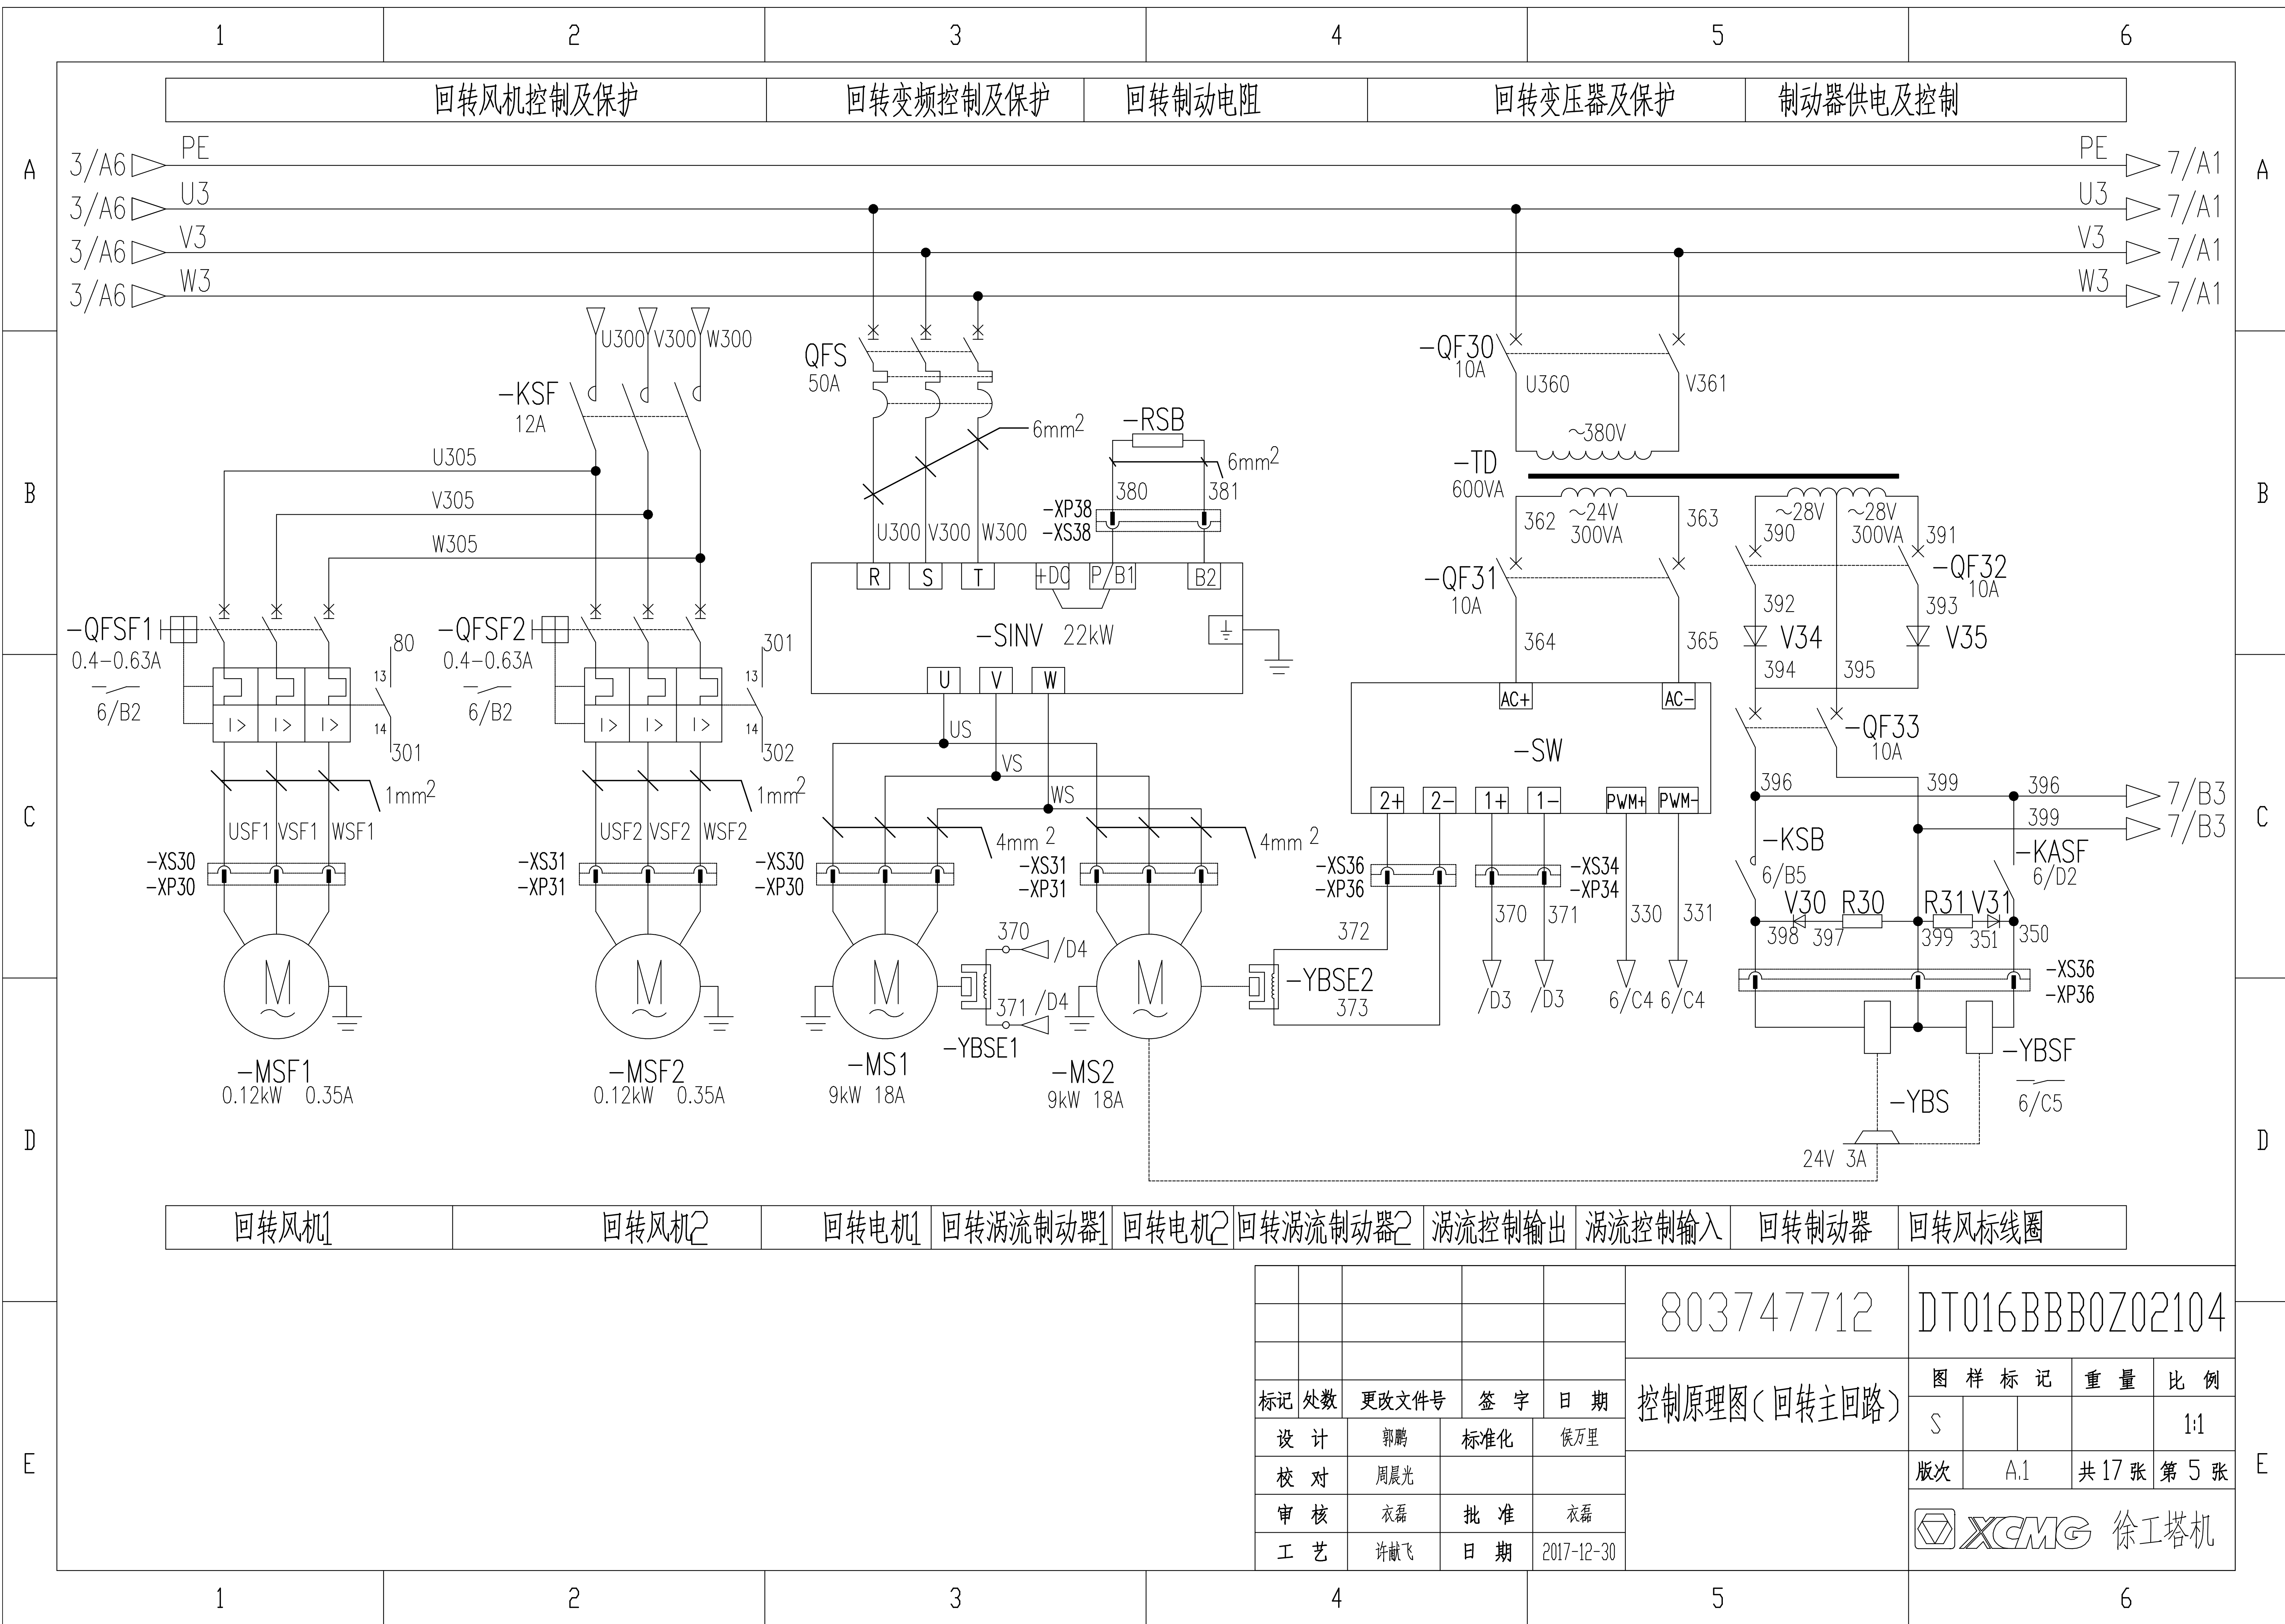 1 2 3 4 5 6
回转风机控制及保护 回转变频控制及保护 回转制动电阻 回转变压器及保护 制动器供电及控制
A 3/A6 PE PE 7/A1 A
3/A6 U3 U3 7/A1
3/A6 V3 V3 7/A1
3/A6 W3 W3 7/A1
U300 V300 W300
-KSF
12A
QFS
50A
6mm2
-RSB
6mm2
380 381
-XP38
-XS38
-QF30
10A
U360 V361
~380V
-TD
600VA
362 ~24V 363
300VA
390 ~28V ~28V 391
300VA
B B
U305
V305
W305
U300 V300 W300
R S T +DC P/B1 B2
-SINV 22kW
U V W
-QF31
10A
364 365
-QF32
10A
392 393
V34 V35
394 395
-QFSF1
0.4-0.63A
6/B2
80
13
14
301
I> I> I>
-QFSF2
0.4-0.63A
6/B2
301
13
14
302
I> I> I>
AC+ AC-
-SW
2+ 2- 1+ 1- PWM+ PWM-
-QF33
10A
US
VS
WS
396 399 396 7/B3
399 7/B3
C C
1mm2 1mm2 4mm2 4mm2
USF1 VSF1 WSF1
USF2 VSF2 WSF2
-XS30
-XP30
-XS31
-XP31
-XS30
-XP30
-XS31
-XP31
-XS36
-XP36
-XS34
-XP34
-KSB
6/B5
-KASF
6/D2
V30 R30 R31 V31
398 397 399 351 350
370 371 330 331
/D3 /D3 6/C4 6/C4
372
373
370 /D4
371 /D4
-YBSE1
-YBSE2
-XS36
-XP36
M M M M
-MSF1
0.12kW 0.35A
-MSF2
0.12kW 0.35A
-MS1
9kW 18A
-MS2
9kW 18A
-YBSF
6/C5
-YBS
24V 3A
D D
回转风机1 回转风机2 回转电机1 回转涡流制动器1 回转电机2 回转涡流制动器2 涡流控制输出 涡流控制输入 回转制动器 回转风标线圈
803747712 DT016BBB0Z02104
标记 处数 更改文件号 签 字 日 期
控制原理图(回转主回路)
图样标记 重量 比例
S 1:1
设计 郭鹏 标准化 侯万里
校对 周晨光
版次 A.1 共17张 第5张
审核 衣磊 批准 衣磊
工艺 许献飞 日期 2017-12-30
XCMG 徐工塔机
E E
1 2 3 4 5 6